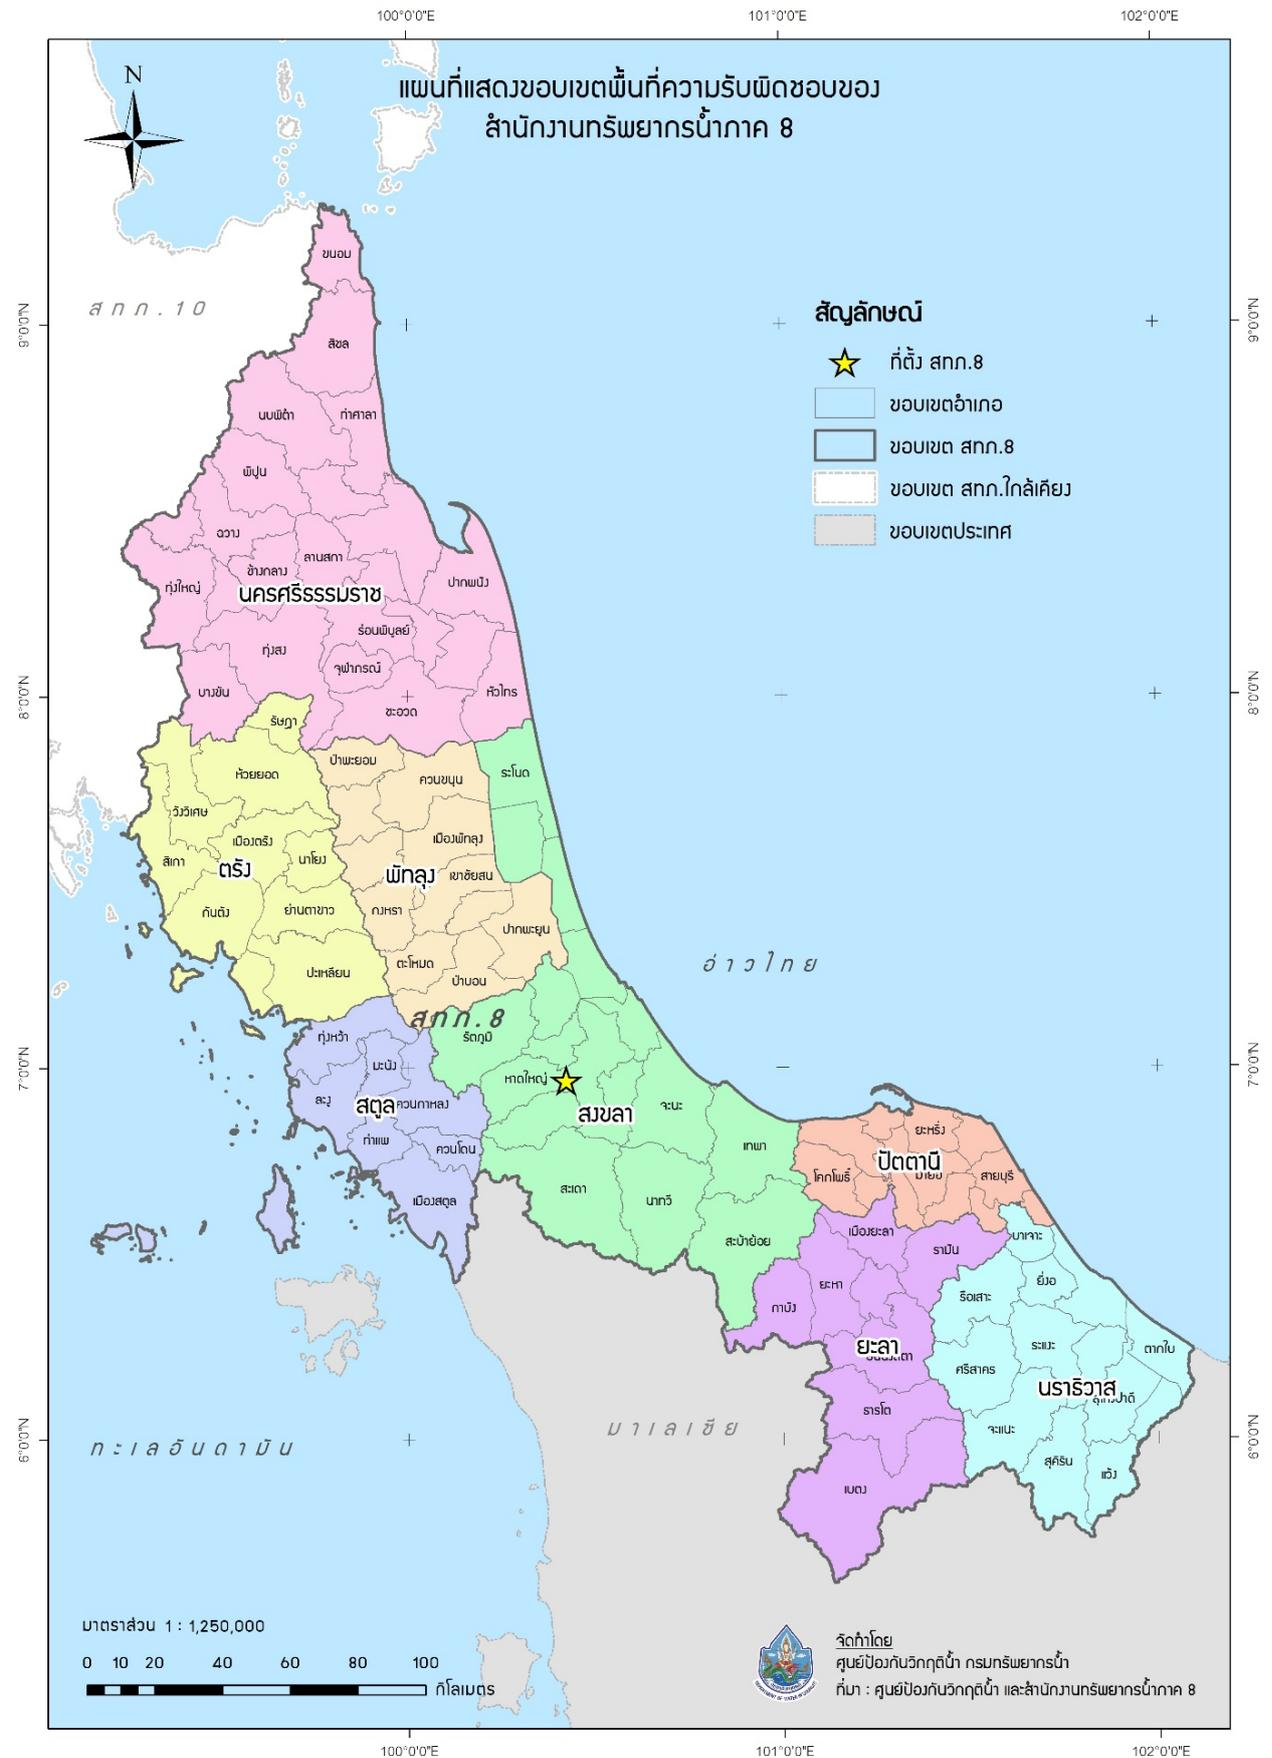 100°0'0"E
101°0'0"E
102°0'0"E
N
แผนที่แสดงขอบเขตพื้นที่ความรับผิดชอบของ
สำนักงานทรัพยากรน้ำภาค 8
ขนอม
สทภ.10
9°0'0"N
9°0'0"N
สัญลักษณ์
ที่ตั้ง สทภ.8
ขอบเขตอำเภอ
ขอบเขต สทภ.8
ขอบเขต สทภ.ใกล้เคียง
ขอบเขตประเทศ
สิชล
นบพิตำ
ท่าศาลา
พิปูน
ฉวาง
ลานสกา
ช้างกลาง
ทุ่งใหญ่
ปากพนัง
นครศรีธรรมราช
ร่อนพิบูลย์
ทุ่งสง
จุฬาภรณ์
บางขัน
หัวไทร
ชะอวด
8°0'0"N
8°0'0"N
รัษฎา
ป่าพะยอม
ระโนด
ห้วยยอด
ควนขนุน
วังวิเศษ
เมืองตรัง
เมืองพัทลุง
สิเกา
นาโยง
ตรัง
พัทลุง
เขาชัยสน
กันตัง
ย่านตาขาว
กงหรา
ปากพะยูน
ปะเหลียน
ตะโหมด
ป่าบอน
อ่าวไทย
สทภ.8
ทุ่งหว้า
รัตภูมิ
มะนัง
7°0'0"N
7°0'0"N
หาดใหญ่
ละงู
สตูล
ควนกาหลง
สงขลา
จะนะ
ท่าแพ
ควนโดน
เทพา
ยะหริ่ง
ปัตตานี
โคกโพธิ์
มายอ
สายบุรี
เมืองสตูล
สะเดา
นาทวี
สะบ้าย้อย
เมืองยะลา
รามัน
บาเจาะ
ยะหา
ยี่งอ
กาบัง
รือเสาะ
ยะลา
ระแงะ
ตากใบ
ศรีสาคร
นราธิวาส
ธารโต
จะแนะ
สุคิริน
แว้ง
เบตง
มาเลเซีย
ทะเลอันดามัน
6°0'0"N
6°0'0"N
มาตราส่วน 1 : 1,250,000
0 10 20 40 60 80 100
กิโลเมตร
จัดทำโดย
ศูนย์ป้องกันวิกฤติน้ำ กรมทรัพยากรน้ำ
ที่มา : ศูนย์ป้องกันวิกฤติน้ำ และสำนักงานทรัพยากรน้ำภาค 8
100°0'0"E
101°0'0"E
102°0'0"E